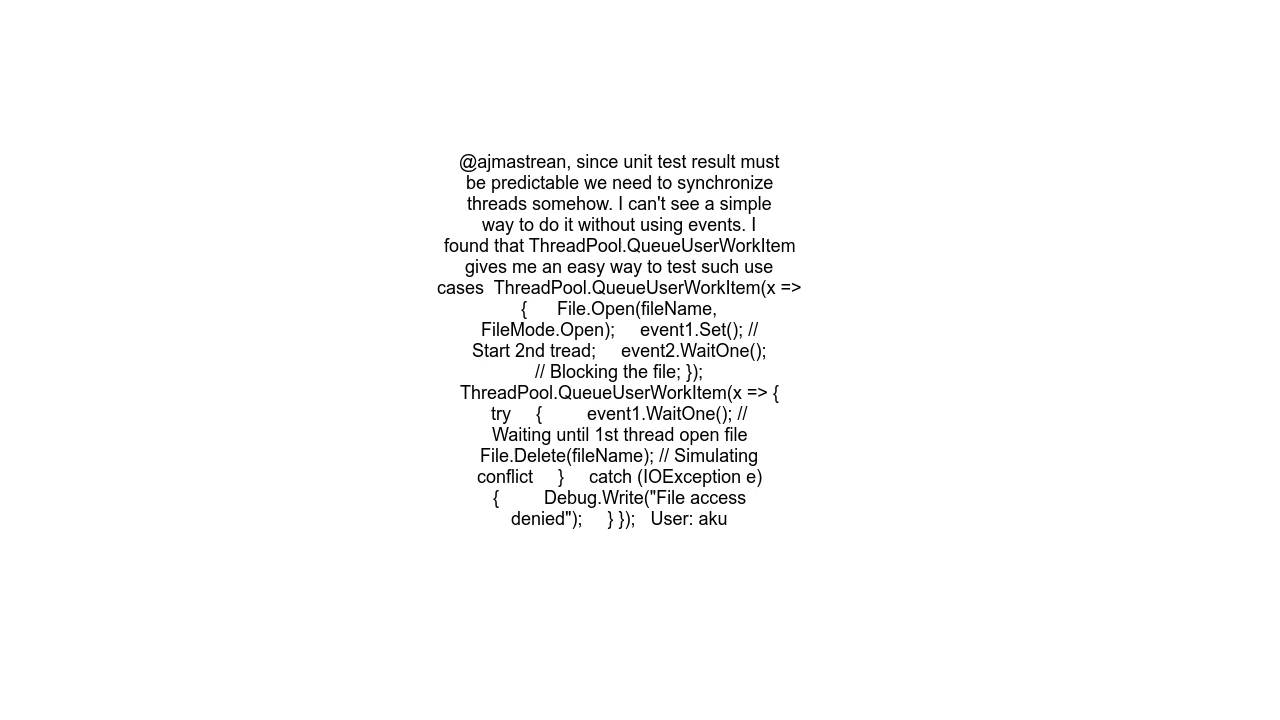 @ajmastrean, since unit test result must
be predictable we need to synchronize
threads somehow. I can't see a simple
way to do it without using events. I
found that ThreadPool.QueueUserWorkItem
gives me an easy way to test such use
cases  ThreadPool.QueueUserWorkItem(x =>
{      File.Open(fileName,
FileMode.Open);     event1.Set(); //
Start 2nd tread;     event2.WaitOne();
// Blocking the file; });
ThreadPool.QueueUserWorkItem(x => {
try     {         event1.WaitOne(); //
Waiting until 1st thread open file
File.Delete(fileName); // Simulating
conflict     }     catch (IOException e)
{         Debug.Write("File access
denied");     } });   User: aku